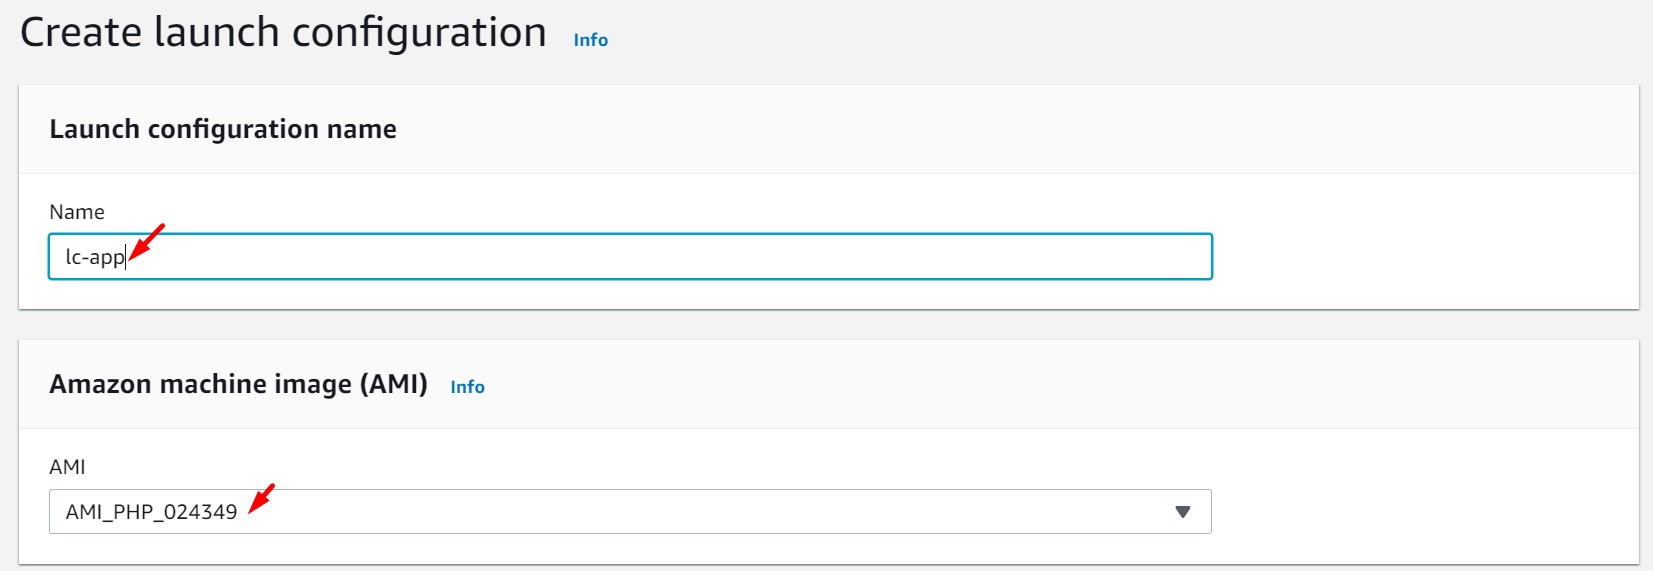 Create launch configuration Info
Launch configuration name
Name
lc-app
Amazon machine image (AMI) Info
AMI
AMI_PHP_024349